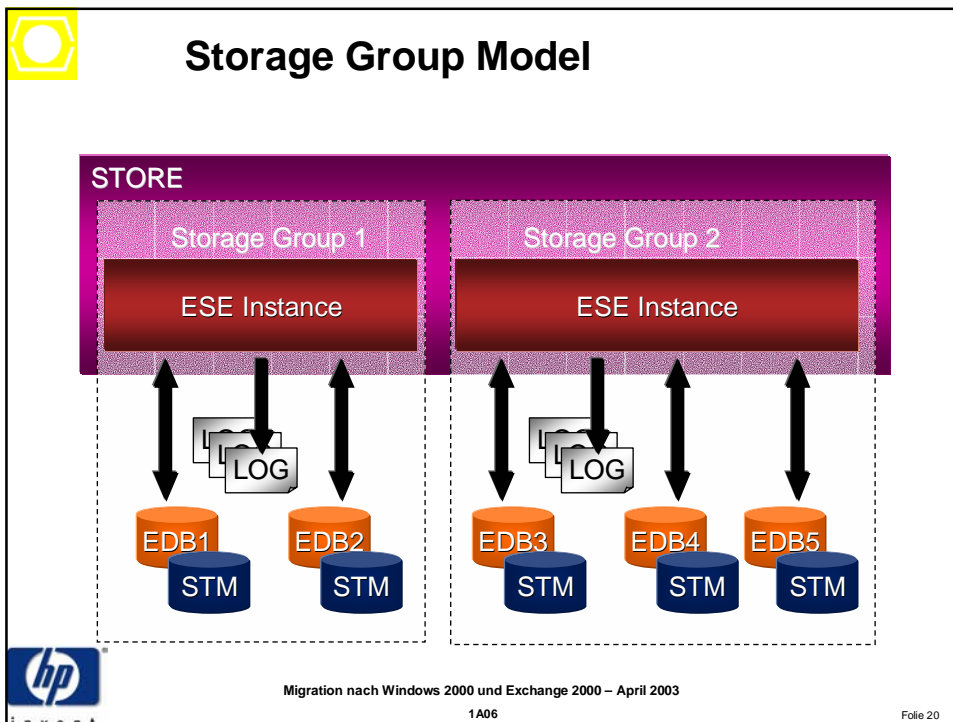 Storage Group Model
STORE
Storage Group 1
Storage Group 2
ESE Instance
ESE Instance
LOG
LOG
EDB1
EDB2
EDB3
EDB4
EDB5
STM
STM
STM
STM
STM
hp
Migration nach Windows 2000 und Exchange 2000 – April 2003
1A06
Folie 20